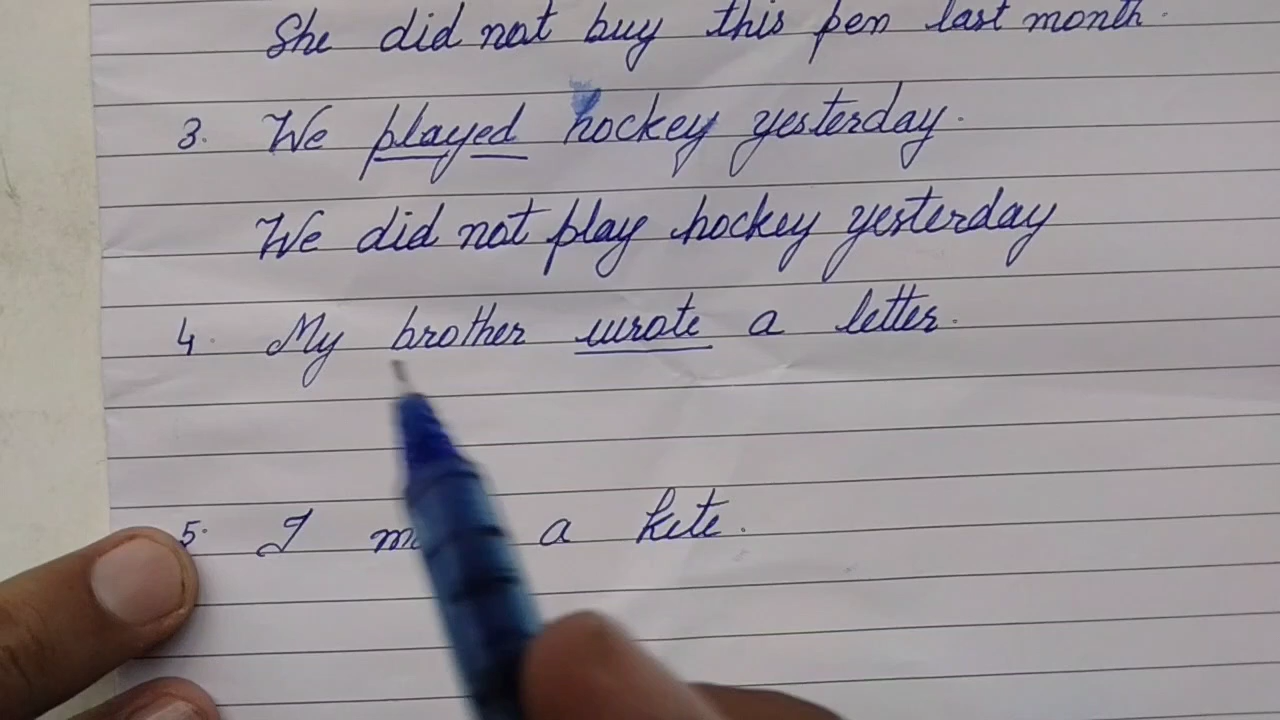 She did not buy this pen last month.
3. We played hockey yesterday.
We did not play hockey yesterday
4. My brother wrote a letter.
5. I a kite.